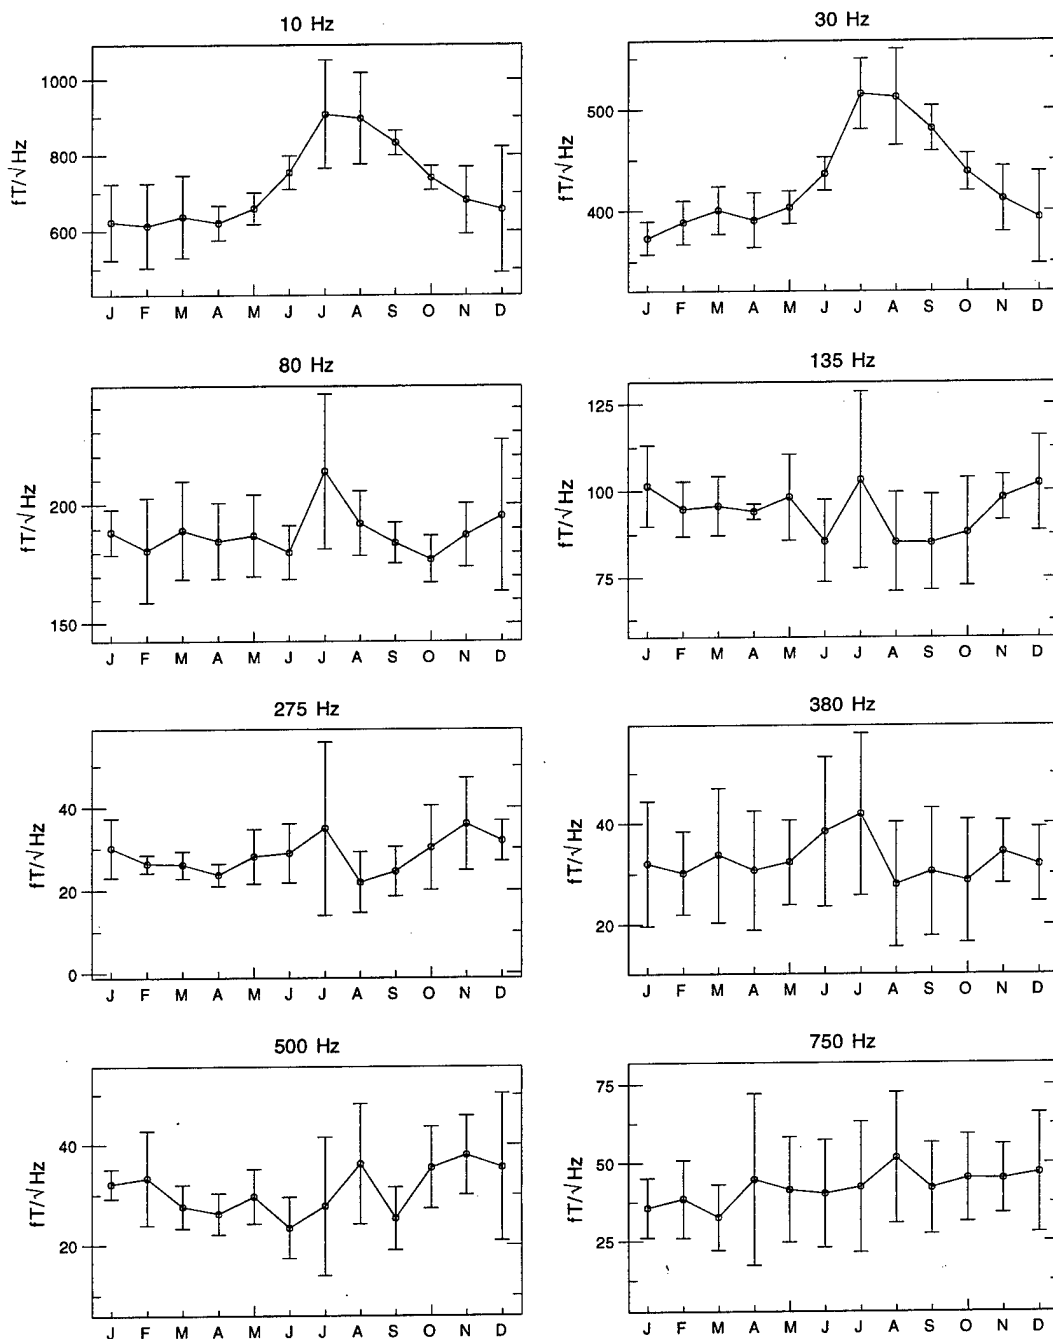 10 Hz
1000
800
600
fT/√Hz
J F M A M J J A S O N D
30 Hz
500
400
fT/√Hz
J F M A M J J A S O N D
80 Hz
200
150
fT/√Hz
J F M A M J J A S O N D
135 Hz
125
100
75
fT/√Hz
J F M A M J J A S O N D
275 Hz
40
20
0
fT/√Hz
J F M A M J J A S O N D
380 Hz
40
20
fT/√Hz
J F M A M J J A S O N D
500 Hz
40
20
fT/√Hz
J F M A M J J A S O N D
750 Hz
75
50
25
fT/√Hz
J F M A M J J A S O N D